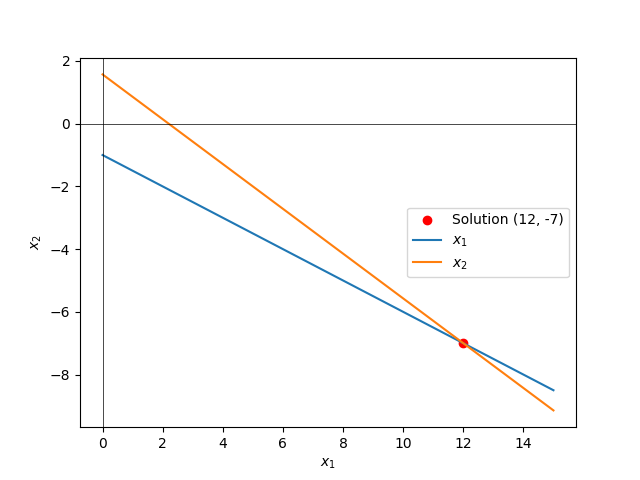 2
0
−2
−4
−6
−8
x₂
Solution (12, -7)
x₁
x₂
0 2 4 6 8 10 12 14
x₁